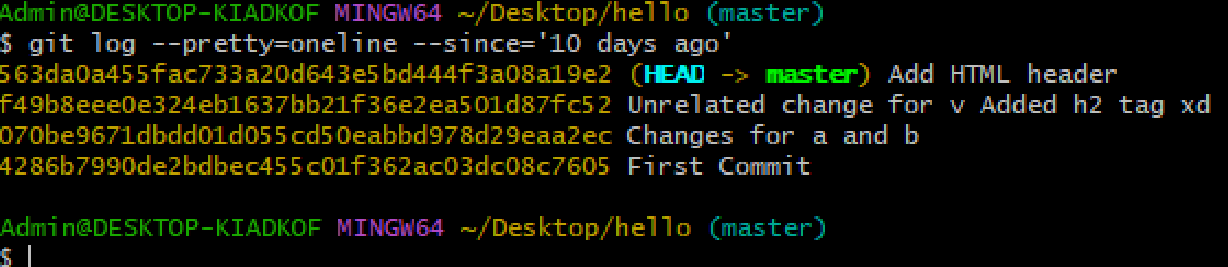 Admin@DESKTOP-KIADKOF MINGW64 ~/Desktop/hello (master)
$ git log --pretty=oneline --since='10 days ago'
563da0a455fac733a20d643e5bd444f3a08a19e2 (HEAD -> master) Add HTML header
f49b8eee0e324eb1637bb21f36e2ea501d87fc52 Unrelated change for v Added h2 tag xd
070be9671dbdd01d055cd50eabbd978d29eaa2ec Changes for a and b
4286b7990de2bdbec455c01f362ac03dc08c7605 First Commit
Admin@DESKTOP-KIADKOF MINGW64 ~/Desktop/hello (master)
$